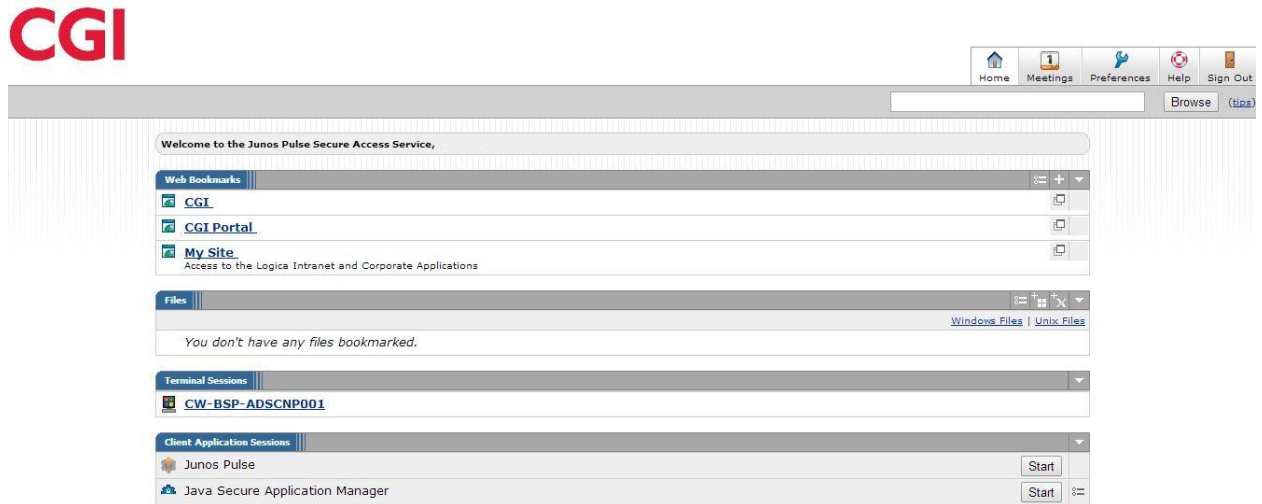 CGI
1
Home Meetings Preferences Help Sign Out
Browse (tips)
Welcome to the Junos Pulse Secure Access Service,
Web Bookmarks
CGI
CGI Portal
My Site
Access to the Logica Intranet and Corporate Applications
Files
Windows Files | Unix Files
You don't have any files bookmarked.
Terminal Sessions
CW-BSP-ADSCNP001
Client Application Sessions
Junos Pulse Start
Java Secure Application Manager Start